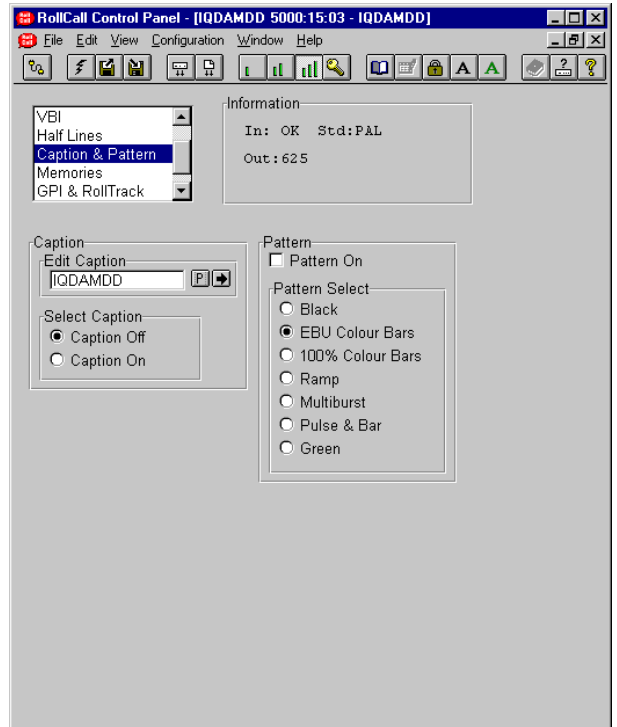 RollCall Control Panel - [IQDAMDD 5000:15:03 - IQDAMDD]
File Edit View Configuration Window Help
A A ?
VBI
Half Lines
Caption & Pattern
Memories
GPI & RollTrack
Information
In: OK Std:PAL
Out:625
Caption
Edit Caption
IQDAMDD P
Select Caption
Caption Off
Caption On
Pattern
Pattern On
Pattern Select
Black
EBU Colour Bars
100% Colour Bars
Ramp
Multiburst
Pulse & Bar
Green